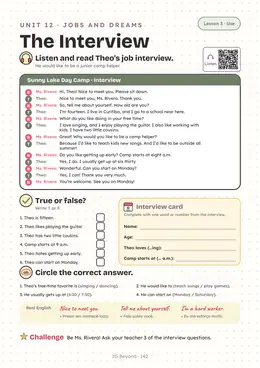 UNIT 12 · JOBS AND DREAMS
Lesson 3 · Use
The Interview
Listen and read Theo's job interview.
He would like to be a junior camp helper.
Sunny Lake Day Camp · Interview
Ms. Rivera: Hi, Theo! Nice to meet you. Please sit down.
Theo: Nice to meet you, Ms. Rivera. Thank you.
Ms. Rivera: So, tell me about yourself. How old are you?
Theo: I'm fourteen. I live in Curitiba, and I go to a school near here.
Ms. Rivera: What do you like doing in your free time?
Theo: I love singing, and I enjoy playing the guitar. I also like working with
kids. I have two little cousins.
Ms. Rivera: Great! Why would you like to be a camp helper?
Theo: Because I'd like to teach kids new songs. And I'd like to be outside all
summer!
Ms. Rivera: Do you like getting up early? Camp starts at eight a.m.
Theo: Yes, I do. I usually get up at six thirty.
Ms. Rivera: Wonderful. Can you start on Monday?
Theo: Yes, I can! Thank you very much.
Ms. Rivera: You're welcome. See you on Monday!
True or false?
Write T or F.
1. Theo is fifteen.
2. Theo likes playing the guitar.
3. Theo has two little cousins.
4. Camp starts at 9 a.m.
5. Theo hates getting up early.
6. Theo can start on Monday.
Interview card
Complete with one word or number from the interview.
Name:
Age:
Theo loves (...ing):
Camp starts at (... a.m.):
Circle the correct answer.
1. Theo's free-time favorite is (singing / dancing).
2. He would like to (teach songs / play games).
3. He usually gets up at (6:30 / 7:30).
4. He can start on (Monday / Saturday).
Real English
Nice to meet you.
Tell me about yourself.
I'm a hard worker.
Challenge Be Ms. Rivera! Ask your teacher 3 of the interview questions.
3D Beyond · 142